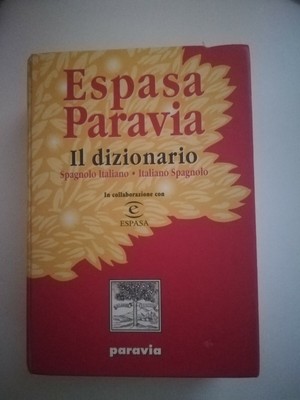 Espasa
Paravia
Il dizionario
Spagnolo Italiano • Italiano Spagnolo
In collaborazione con
e
ESPASA
paravia